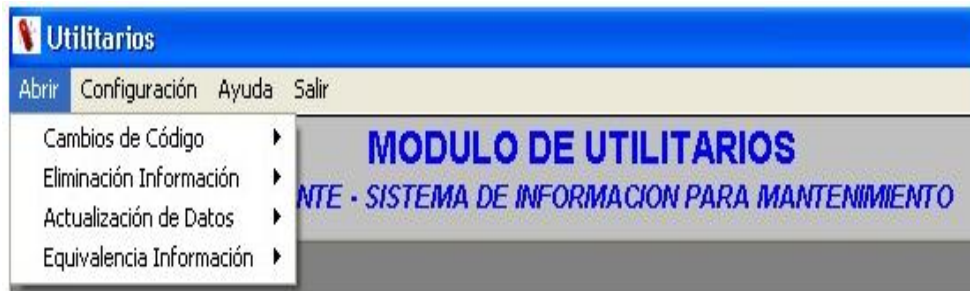 Utilitarios
Abrir Configuración Ayuda Salir
Cambios de Código
Eliminación Información
Actualización de Datos
Equivalencia Información
MODULO DE UTILITARIOS
NTE - SISTEMA DE INFORMACION PARA MANTENIMIENTO